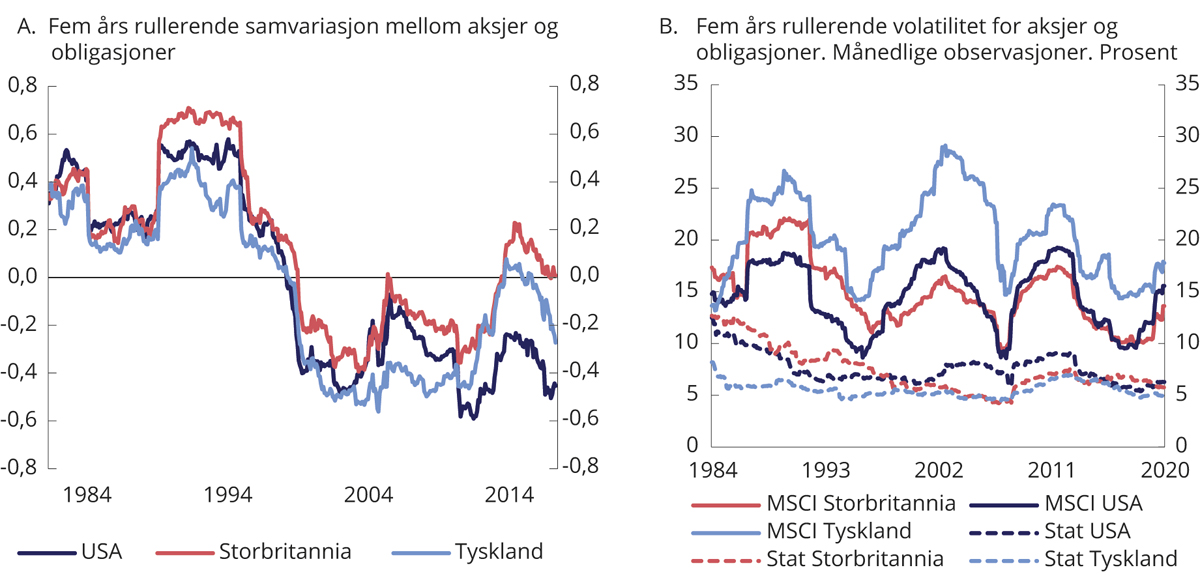 A. Fem års rullerende samvariasjon mellom aksjer og
obligasjoner
0,8 0,8
0,6 0,6
0,4 0,4
0,2 0,2
0,0 0,0
-0,2 -0,2
-0,4 -0,4
-0,6 -0,6
-0,8 -0,8
1984 1994 2004 2014
USA Storbritannia Tyskland
B. Fem års rullerende volatilitet for aksjer og
obligasjoner. Månedlige observasjoner. Prosent
35 35
30 30
25 25
20 20
15 15
10 10
5 5
0 0
1984 1993 2002 2011 2020
MSCI Storbritannia MSCI USA
MSCI Tyskland Stat USA
Stat Storbritannia Stat Tyskland